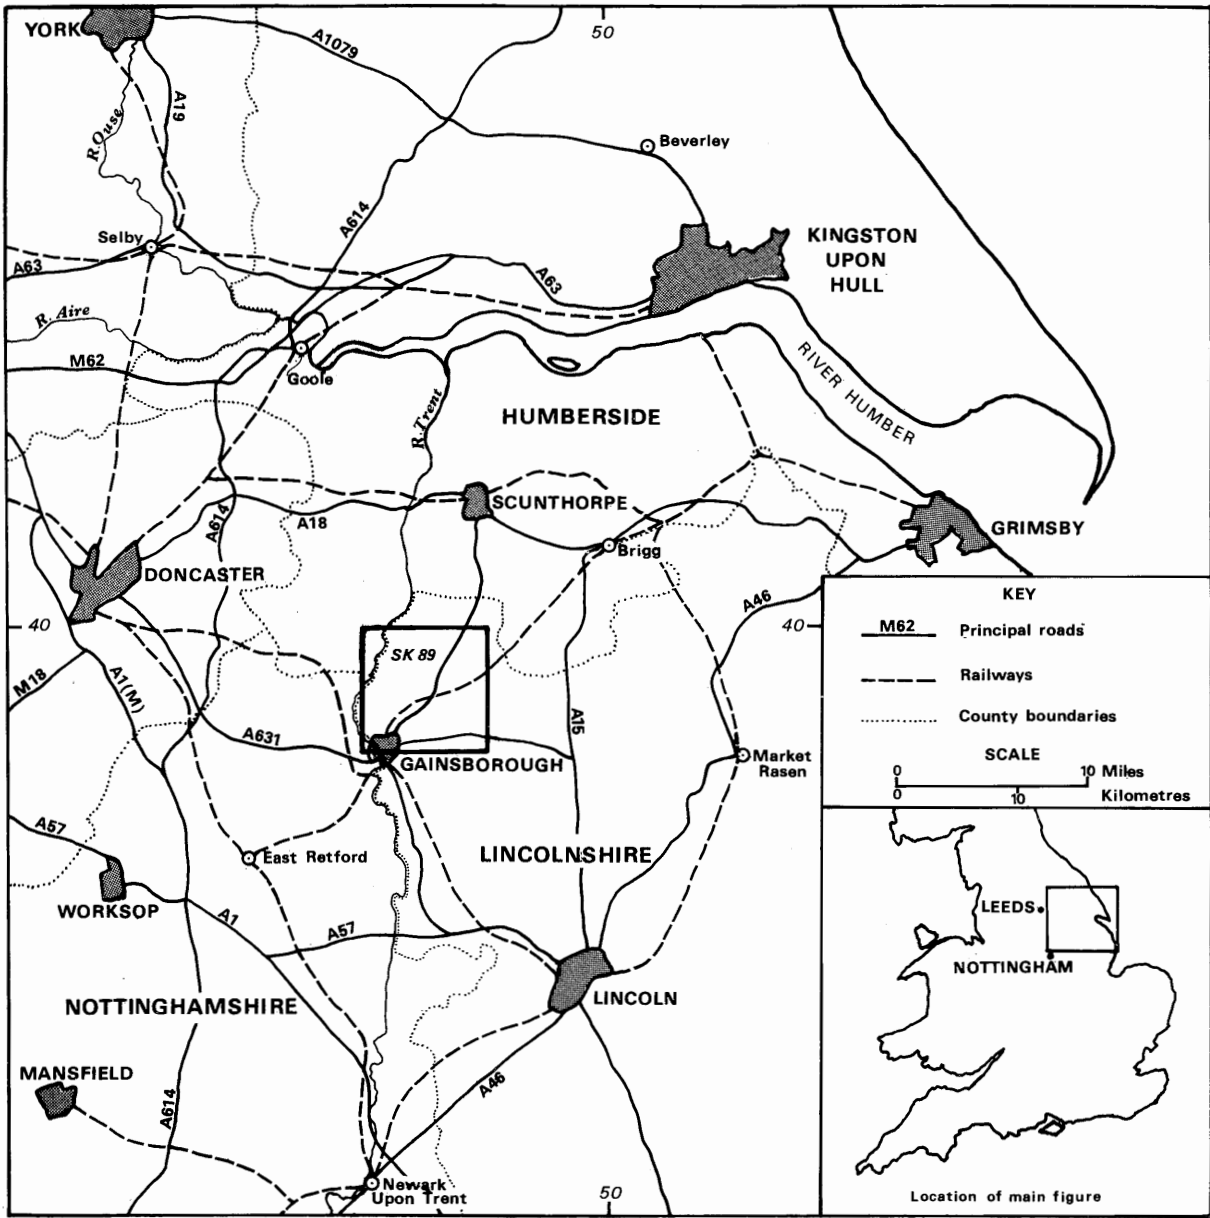 YORK
50
A1079
A19
R. Ouse
Beverley
A614
Selby
KINGSTON
UPON
HULL
A63
A63
R. Aire
M62
Goole
R. Trent
HUMBERSIDE
RIVER HUMBER
SCUNTHORPE
A18
A614
GRIMSBY
Brigg
DONCASTER
A46
40
40
SK 89
M18
A1(M)
A631
A15
GAINSBOROUGH
Market
Rasen
A57
East Retford
LINCOLNSHIRE
WORKSOP
A1
A57
NOTTINGHAMSHIRE
LINCOLN
MANSFIELD
A614
A46
Newark
Upon Trent
50
KEY
M62
Principal roads
Railways
County boundaries
SCALE
0 10 Miles
0 10 Kilometres
LEEDS
NOTTINGHAM
Location of main figure